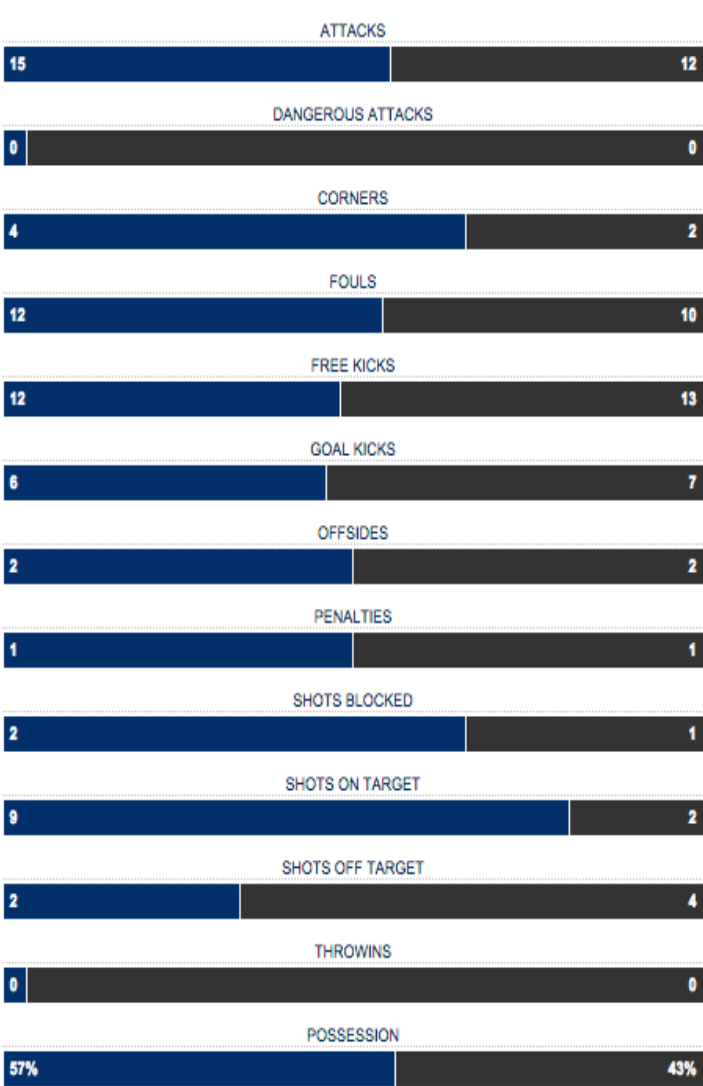 ATTACKS
15 12
DANGEROUS ATTACKS
0 0
CORNERS
4 2
FOULS
12 10
FREE KICKS
12 13
GOAL KICKS
6 7
OFFSIDES
2 2
PENALTIES
1 1
SHOTS BLOCKED
2 1
SHOTS ON TARGET
9 2
SHOTS OFF TARGET
2 4
THROWINS
0 0
POSSESSION
57% 43%